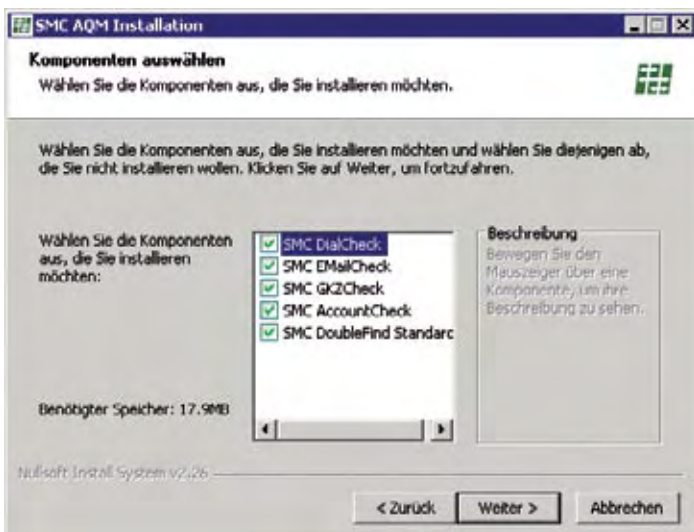 SMC AQM Installation
Komponenten auswählen
Wählen Sie die Komponenten aus, die Sie installieren möchten.
Wählen Sie die Komponenten aus, die Sie installieren möchten und wählen Sie diejenigen ab,
die Sie nicht installieren wollen. Klicken Sie auf Weiter, um fortzufahren.
Wählen Sie die Komponenten
aus, die Sie installieren
möchten:
SMC DialCheck
SMC EMailCheck
SMC GKZCheck
SMC AccountCheck
SMC DoubleFind Standarc
Beschreibung
Bewegen Sie den
Mauszeiger über eine
Komponente, um ihre
Beschreibung zu sehen.
Benötigter Speicher: 17.9MB
Nullsoft Install System v2.26
< Zurück
Weiter >
Abbrechen